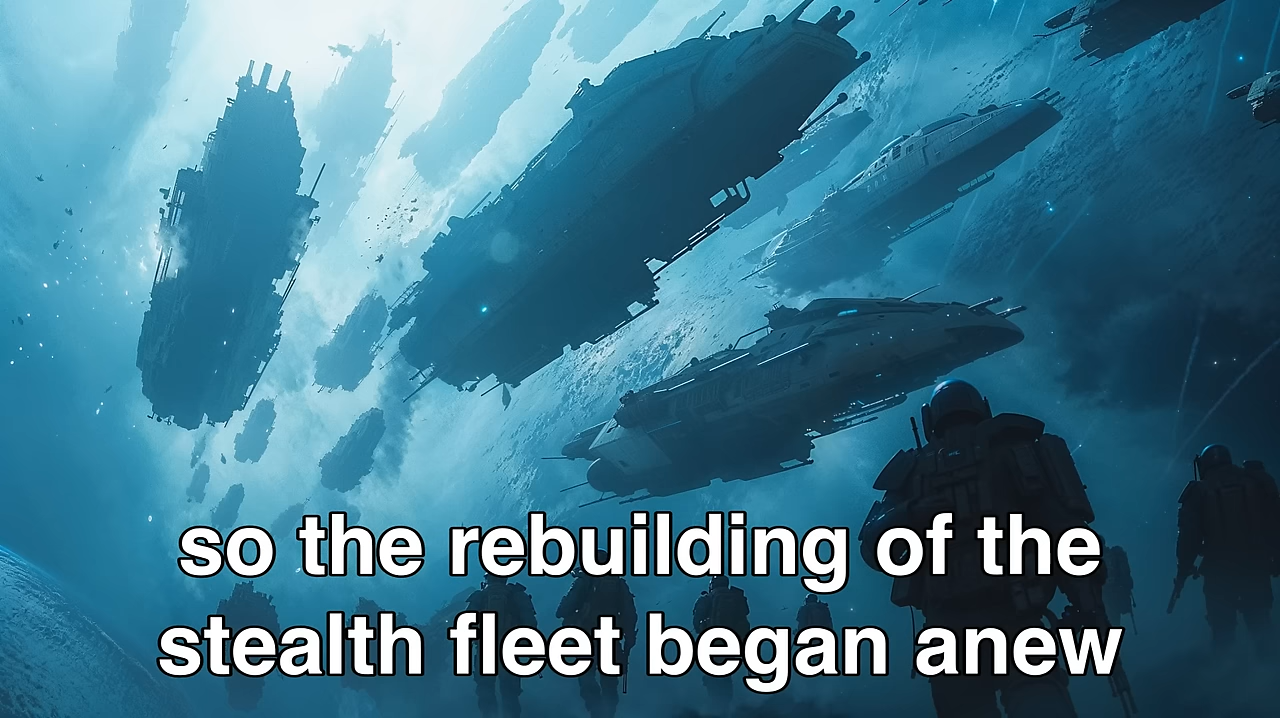 so the rebuilding of the
stealth fleet began anew